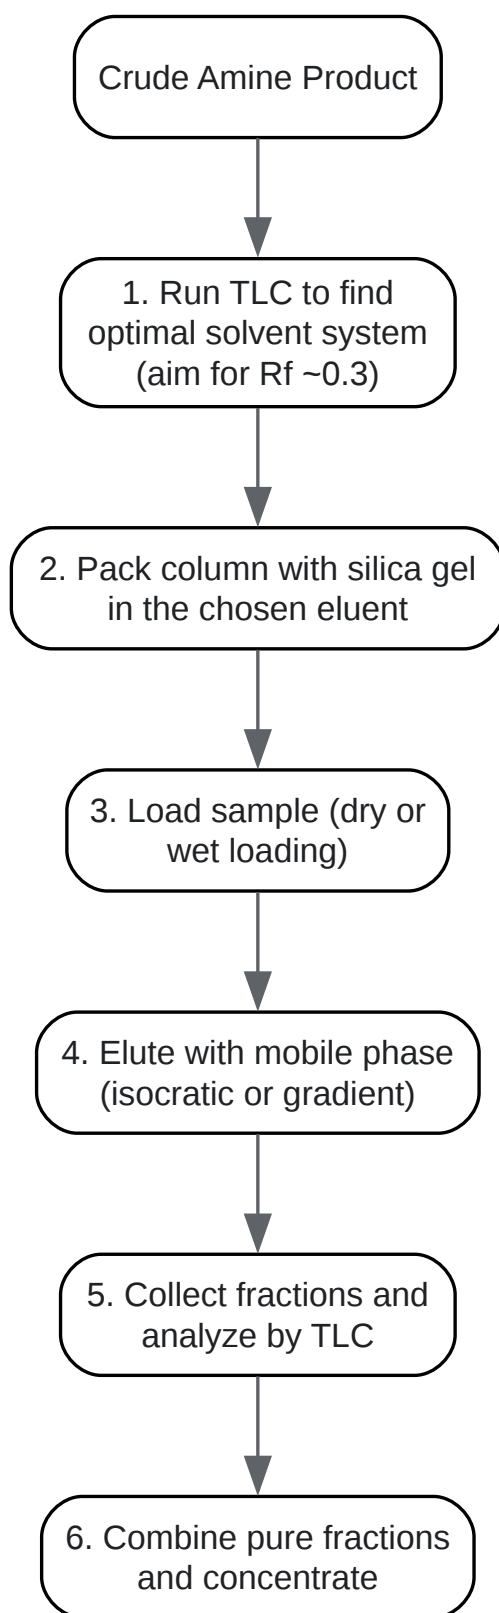 Crude Amine Product
1. Run TLC to find
optimal solvent system
(aim for Rf ~0.3)
2. Pack column with silica gel
in the chosen eluent
3. Load sample (dry or
wet loading)
4. Elute with mobile phase
(isocratic or gradient)
5. Collect fractions and
analyze by TLC
6. Combine pure fractions
and concentrate